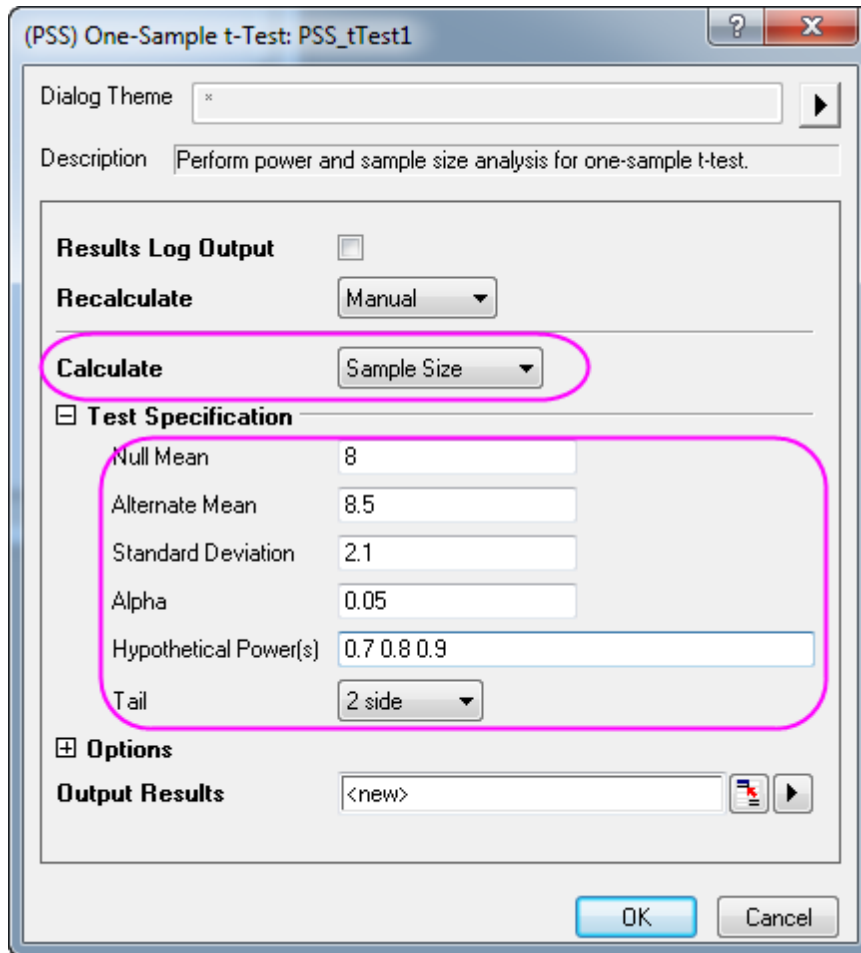 (PSS) One-Sample t-Test: PSS_tTest1
Dialog Theme *
Description Perform power and sample size analysis for one-sample t-test.
Results Log Output
Recalculate Manual
Calculate Sample Size
Test Specification
Null Mean 8
Alternate Mean 8.5
Standard Deviation 2.1
Alpha 0.05
Hypothetical Power(s) 0.7 0.8 0.9
Tail 2 side
Options
Output Results <new>
OK Cancel